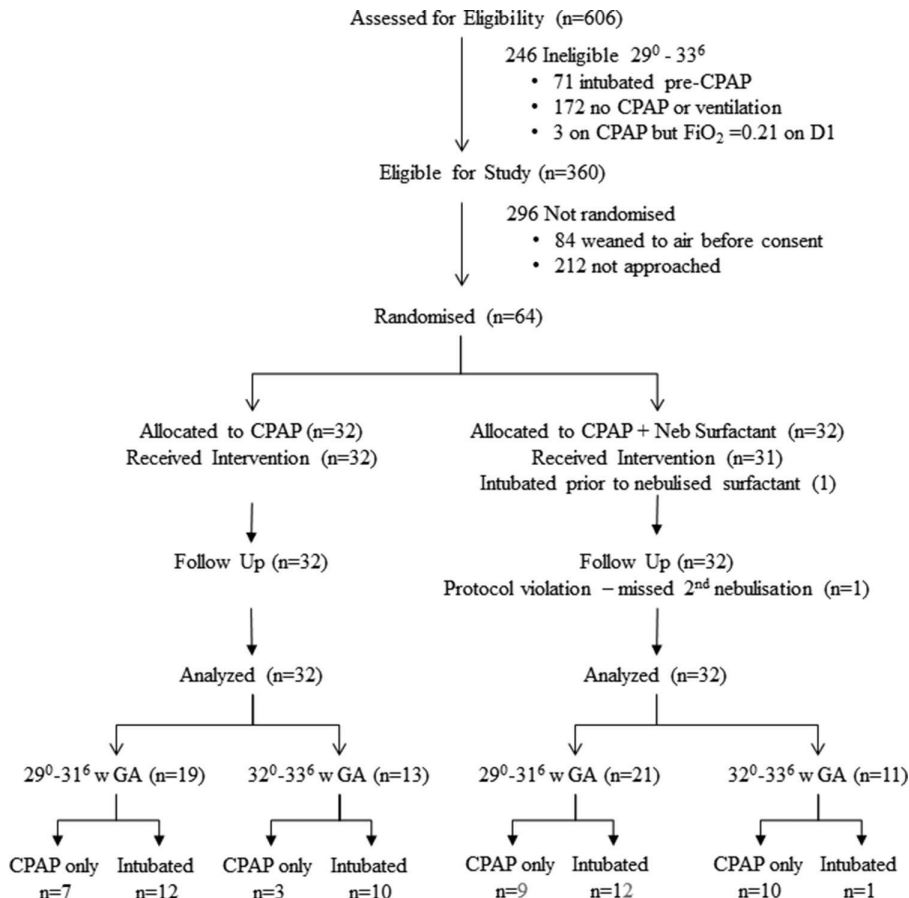 Assessed for Eligibility (n=606)
246 Ineligible 29⁰ - 33⁶
• 71 intubated pre-CPAP
• 172 no CPAP or ventilation
• 3 on CPAP but FiO₂ =0.21 on D1
Eligible for Study (n=360)
296 Not randomised
• 84 weaned to air before consent
• 212 not approached
Randomised (n=64)
Allocated to CPAP (n=32)
Received Intervention (n=32)
Allocated to CPAP + Neb Surfactant (n=32)
Received Intervention (n=31)
Intubated prior to nebulised surfactant (1)
Follow Up (n=32)
Follow Up (n=32)
Protocol violation – missed 2ⁿᵈ nebulisation (n=1)
Analyzed (n=32)
Analyzed (n=32)
29⁰-31⁶ w GA (n=19)
32⁰-33⁶ w GA (n=13)
29⁰-31⁶ w GA (n=21)
32⁰-33⁶ w GA (n=11)
CPAP only
n=7
Intubated
n=12
CPAP only
n=3
Intubated
n=10
CPAP only
n=9
Intubated
n=12
CPAP only
n=10
Intubated
n=1